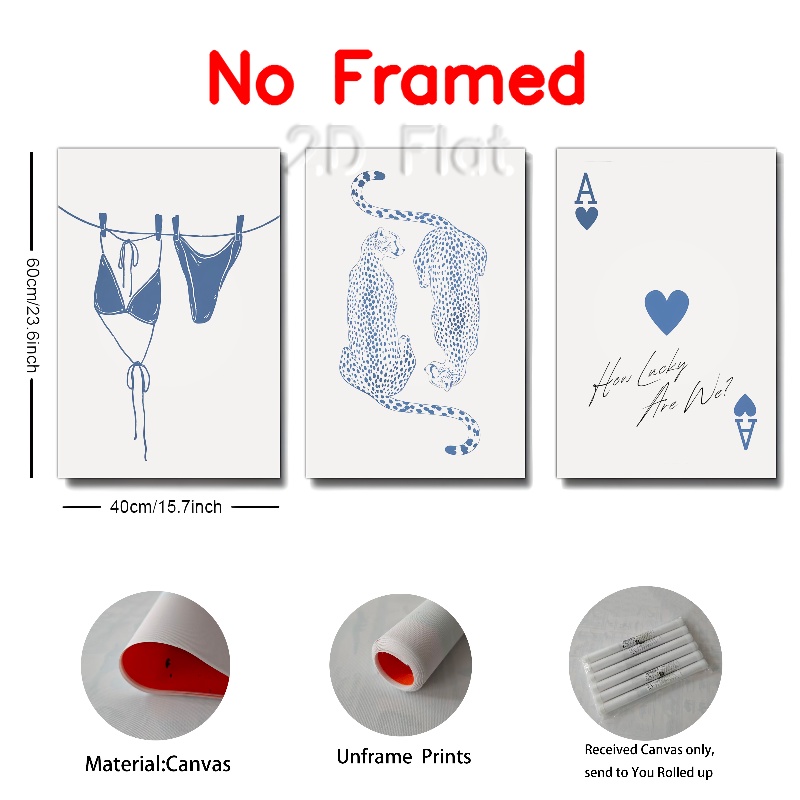 No Framed
2D Flat
60cm/23.6inch
40cm/15.7inch
A
How Lucky
Are We?
A
Material:Canvas
Unframe Prints
Received Canvas only,
send to You Rolled up